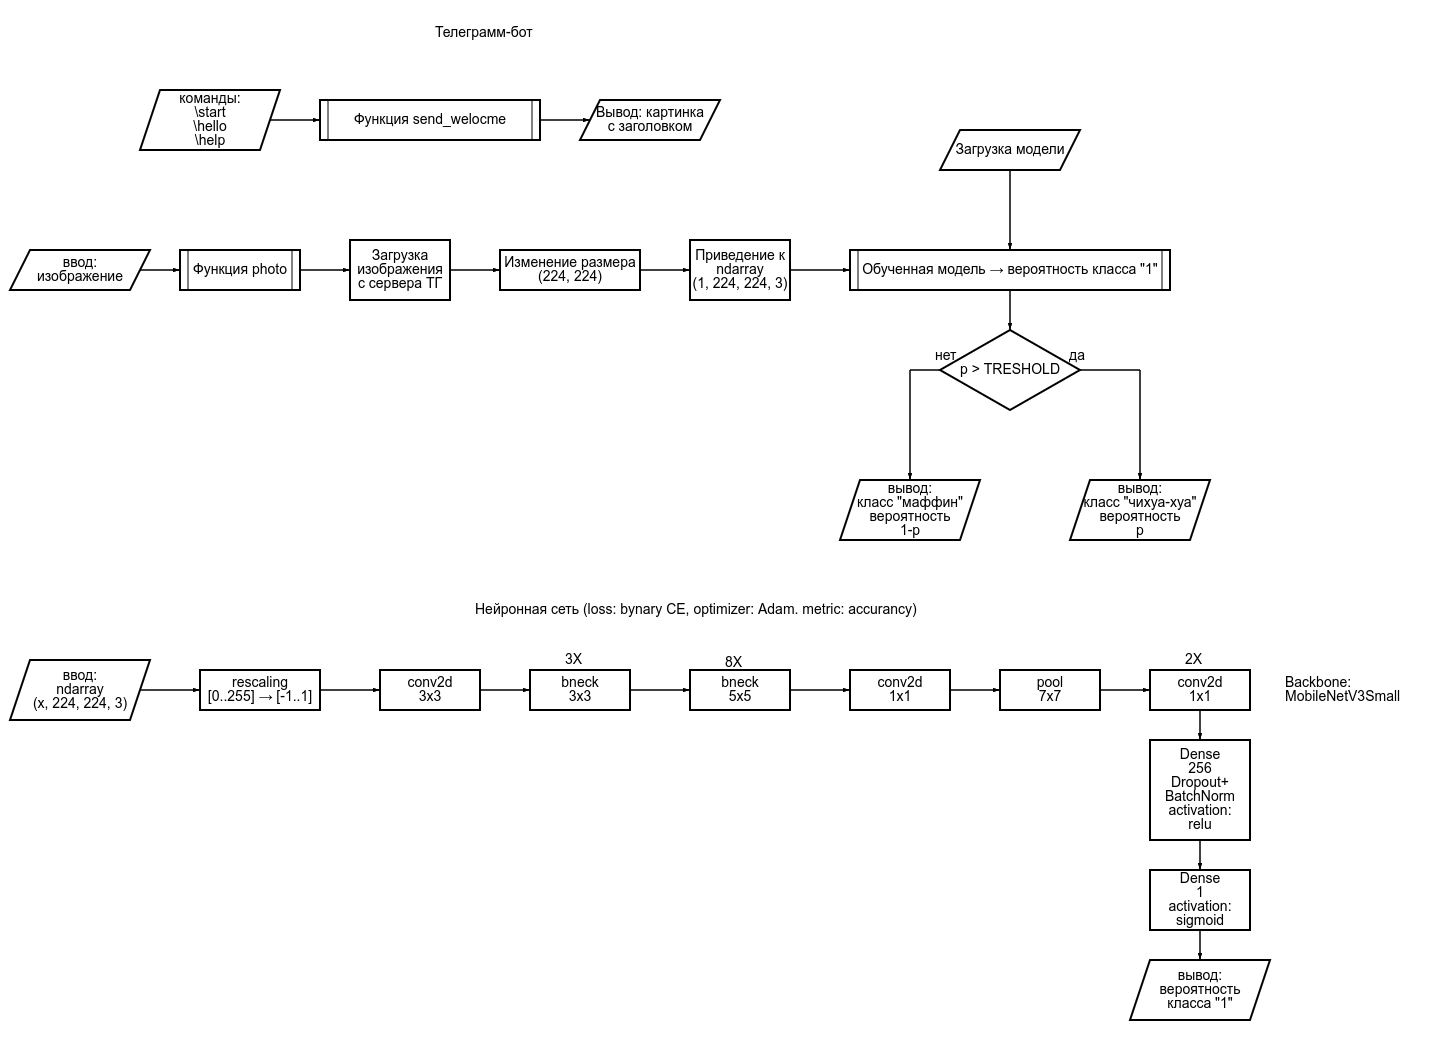 Телеграмм-бот
команды:
\start
\hello
\help
Функция send_welocme
Вывод: картинка
с заголовком
Загрузка модели
ввод:
изображение
Функция photo
Загрузка
изображения
с сервера ТГ
Изменение размера
(224, 224)
Приведение к
ndarray
(1, 224, 224, 3)
Обученная модель → вероятность класса "1"
нет
да
p > TRESHOLD
вывод:
класс "маффин"
вероятность
1-p
вывод:
класс "чихуа-хуа"
вероятность
p
Нейронная сеть (loss: bynary CE, optimizer: Adam. metric: accurancy)
ввод:
ndarray
(x, 224, 224, 3)
rescaling
[0..255] → [-1..1]
conv2d
3x3
3X
bneck
3x3
8X
bneck
5x5
conv2d
1x1
pool
7x7
2X
conv2d
1x1
Backbone:
MobileNetV3Small
Dense
256
Dropout+
BatchNorm
activation:
relu
Dense
1
activation:
sigmoid
вывод:
вероятность
класса "1"